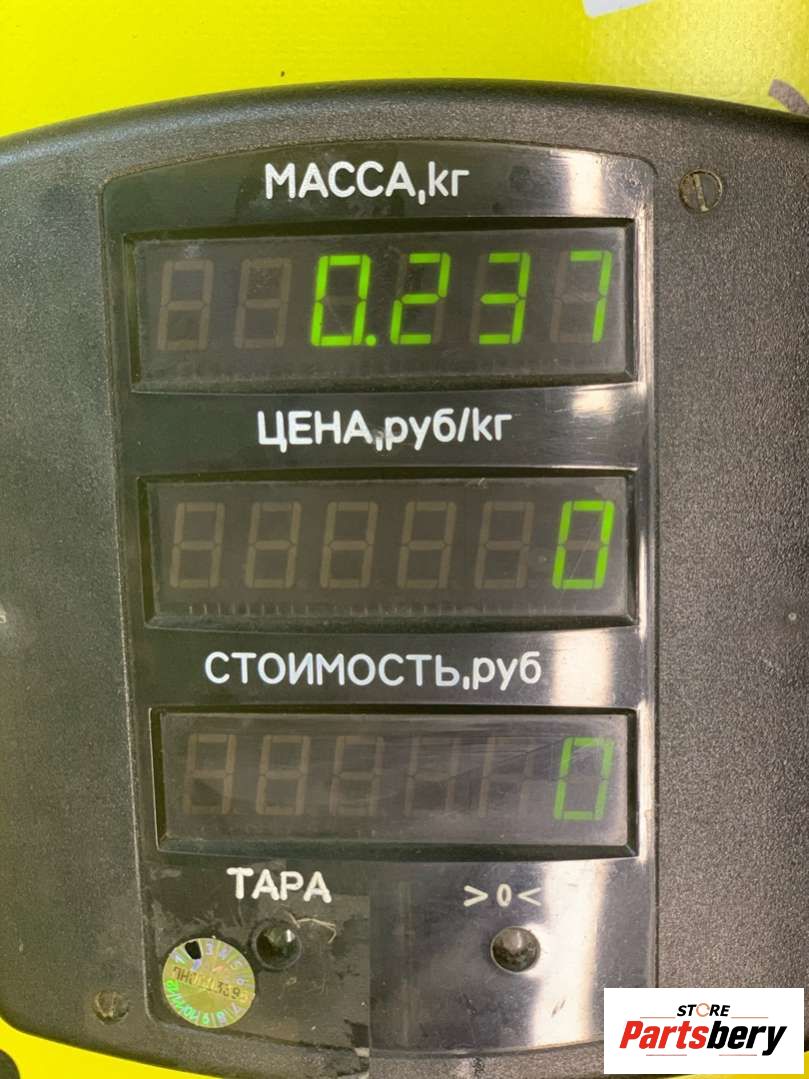 МАССА,кг
0.237
ЦЕНА,руб/кг
0
СТОИМОСТЬ,руб
0
ТАРА
>0<
STORE
Partsbery